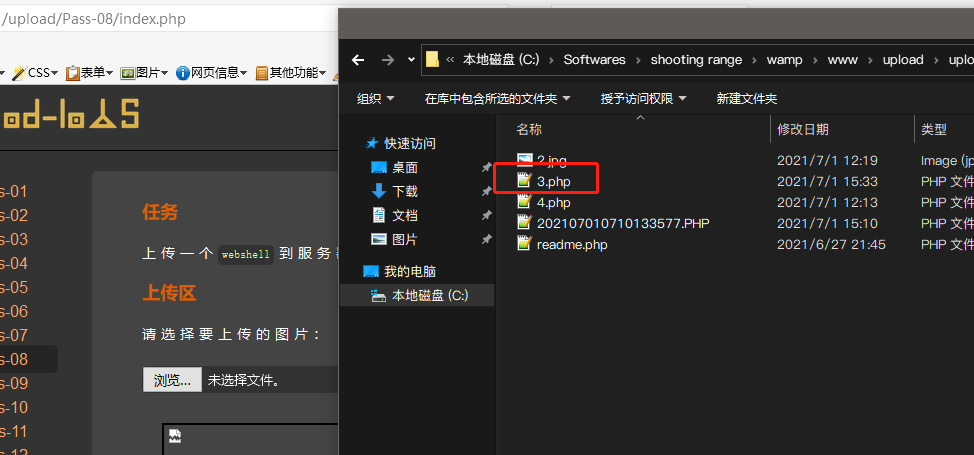 /upload/Pass-08/index.php
CSS 表单 图片 网页信息 其他功能
s-01
s-02
s-03
s-04
s-05
s-06
s-07
s-08
s-09
s-10
s-11
s-12
任务
上传一个 webshell 到服务器
上传区
请选择要上传的图片：
浏览... 未选择文件。
« 本地磁盘 (C:) › Softwares › shooting range › wamp › www › upload › uplo
组织 在库中包含所选的文件夹 授予访问权限 新建文件夹
快速访问
桌面
下载
文档
图片
我的电脑
本地磁盘 (C:)
名称 修改日期 类型
2.jpg 2021/7/1 12:19 Image (jp
3.php 2021/7/1 15:33 PHP 文件
4.php 2021/7/1 12:13 PHP 文件
202107010710133577.PHP 2021/7/1 15:10 PHP 文件
readme.php 2021/6/27 21:45 PHP 文件